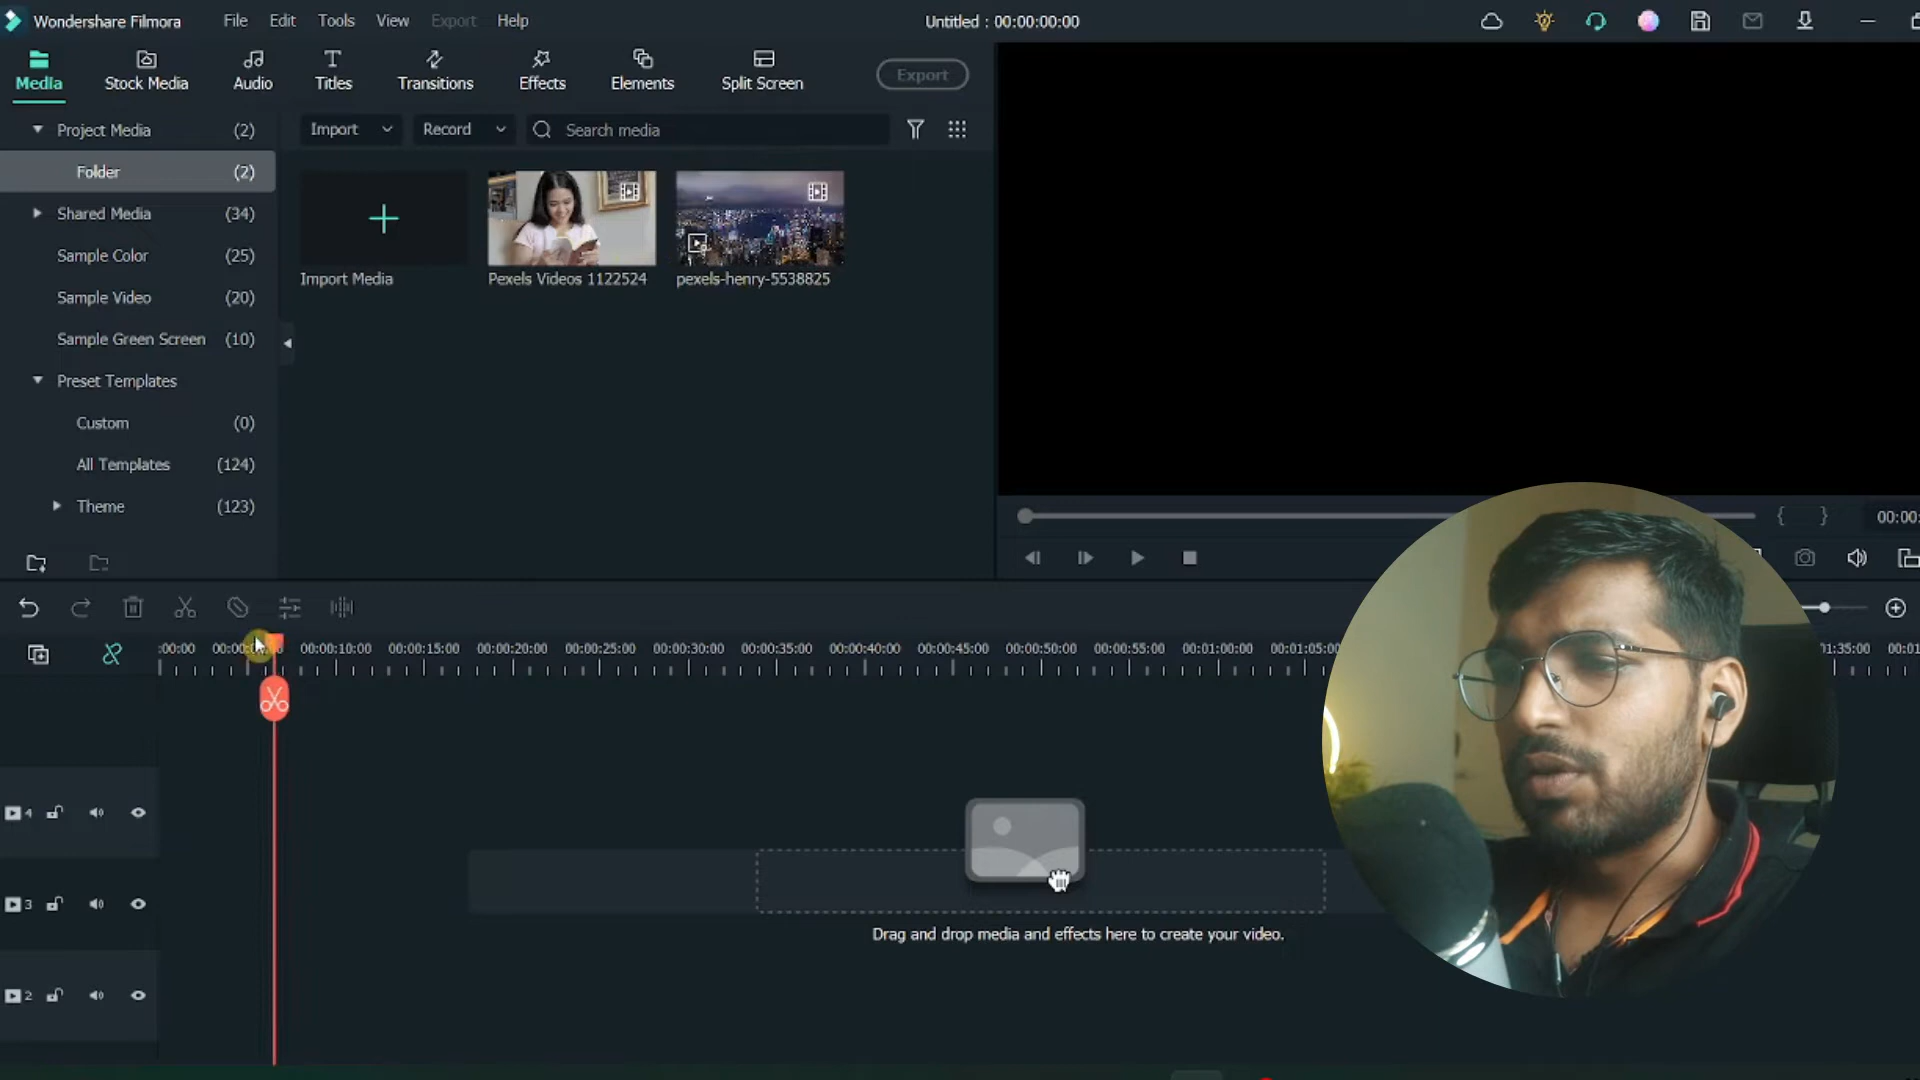 Wondershare Filmora File Edit Tools View Export Help Untitled : 00:00:00:00
Media Stock Media Audio Titles Transitions Effects Elements Split Screen Export
Project Media (2) Import Record Search media
Folder (2)
Shared Media (34)
Sample Color (25)
Import Media Pexels Videos 1122524 pexels-henry-5538825
Sample Video (20)
Sample Green Screen (10)
Preset Templates
Custom (0)
All Templates (124)
Theme (123)
00:00:
:00:00 00:00:10:00 00:00:15:00 00:00:20:00 00:00:25:00 00:00:30:00 00:00:35:00 00:00:40:00 00:00:45:00 00:00:50:00 00:00:55:00 00:01:00:00 00:01:05:00 01:35:00 00:01
4
3
Drag and drop media and effects here to create your video.
2